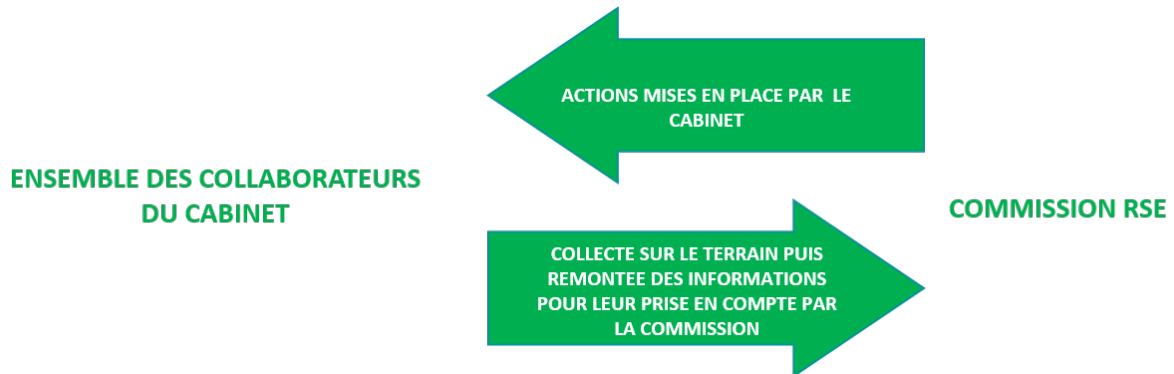 ACTIONS MISES EN PLACE PAR LE
CABINET
ENSEMBLE DES COLLABORATEURS
DU CABINET
COMMISSION RSE
COLLECTE SUR LE TERRAIN PUIS
REMONTEE DES INFORMATIONS
POUR LEUR PRISE EN COMPTE PAR
LA COMMISSION